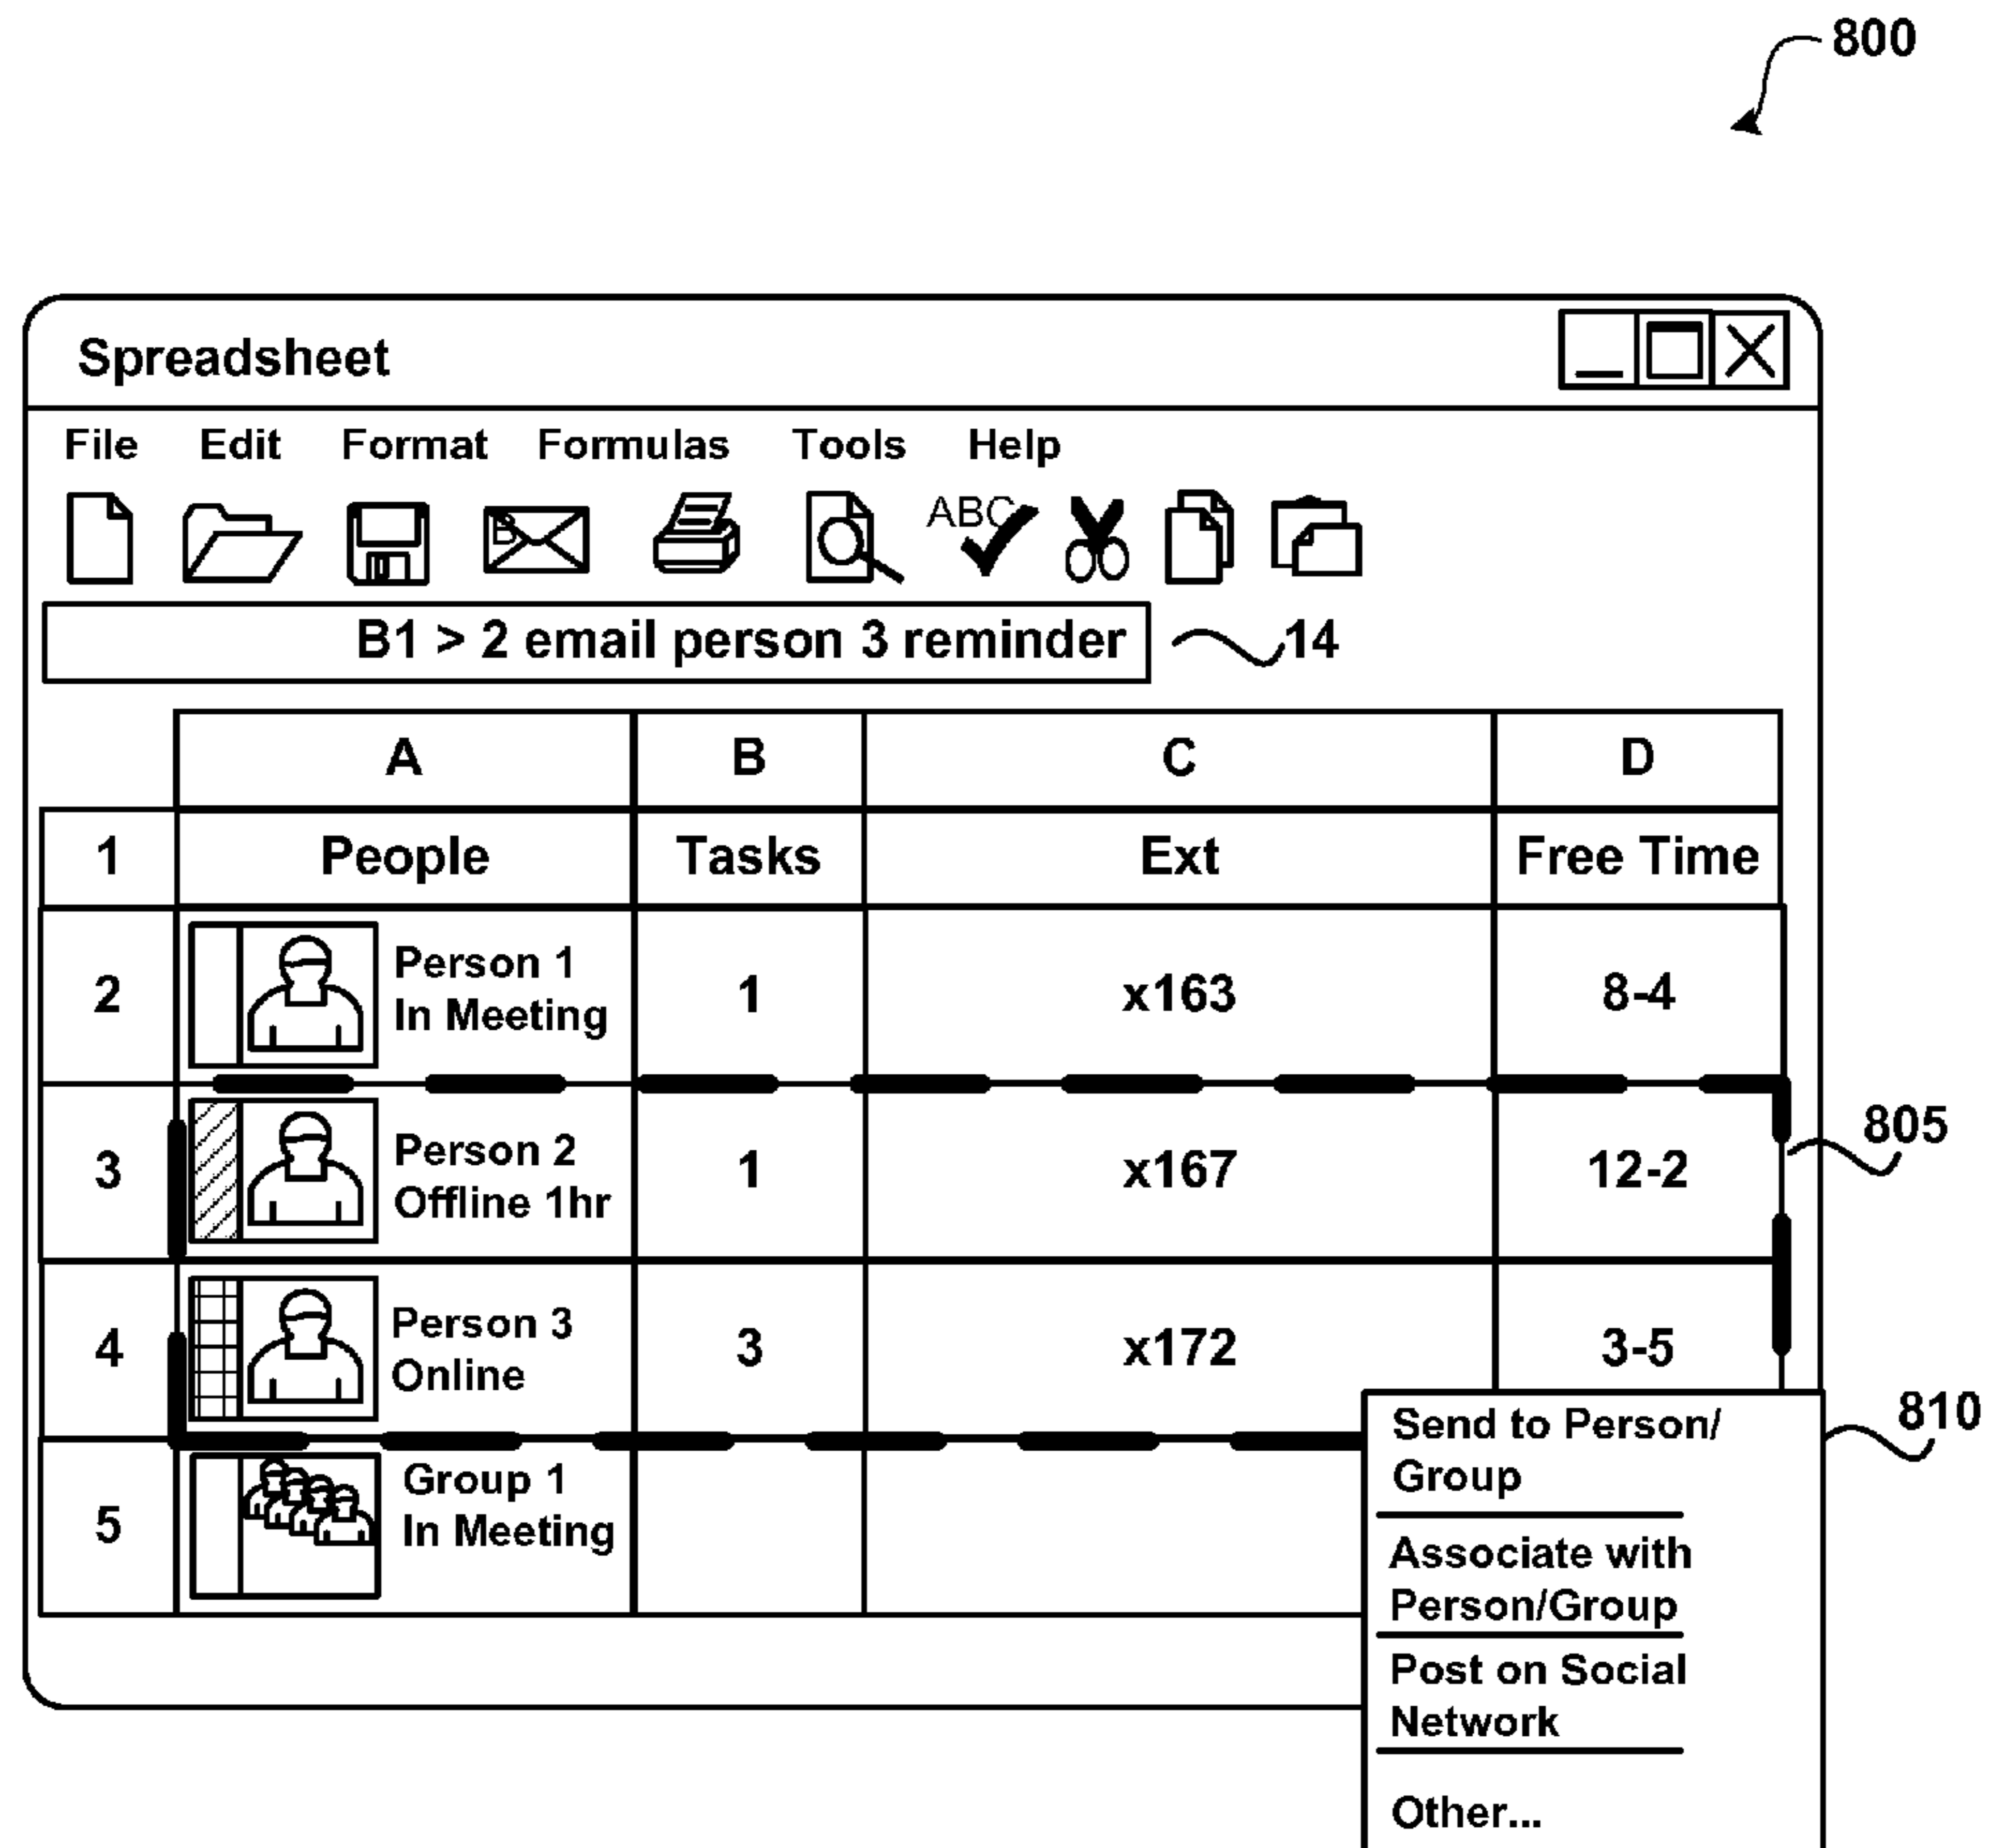 800
Spreadsheet
File Edit Format Formulas Tools Help
B
ABC
B1 > 2 email person 3 reminder
14
A B C D
1 People Tasks Ext Free Time
2 Person 1 In Meeting 1 x163 8-4
3 Person 2 Offline 1hr 1 x167 12-2
805
4 Person 3 Online 3 x172 3-5
5 Group 1 In Meeting
810
Send to Person/
Group
Associate with
Person/Group
Post on Social
Network
Other...